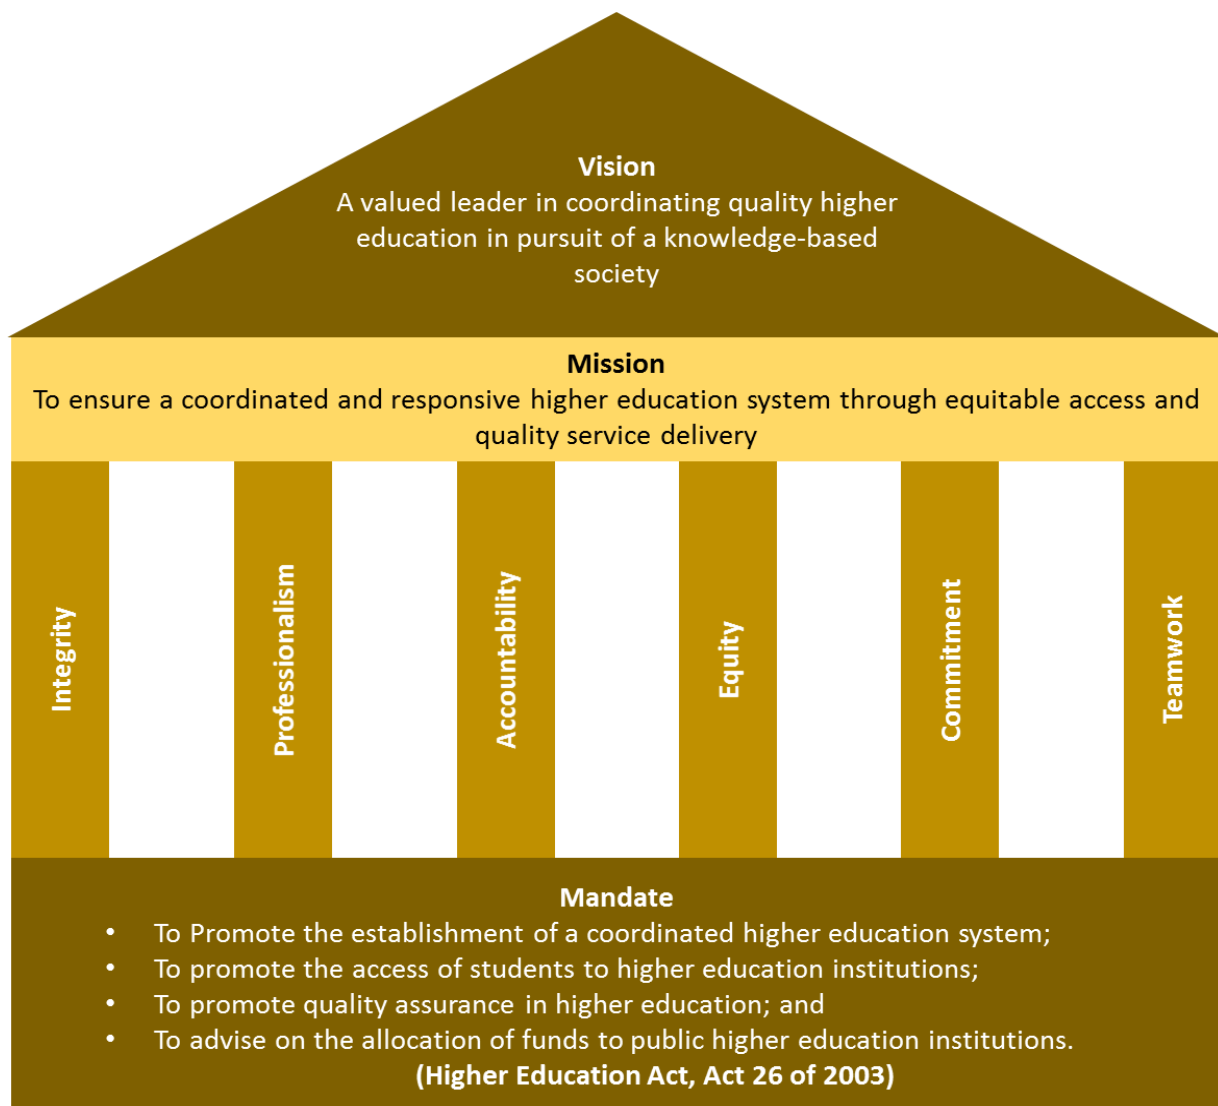 Vision
A valued leader in coordinating quality higher
education in pursuit of a knowledge-based
society
Mission
To ensure a coordinated and responsive higher education system through equitable access and
quality service delivery
Integrity
Professionalism
Accountability
Equity
Commitment
Teamwork
Mandate
• To Promote the establishment of a coordinated higher education system;
• To promote the access of students to higher education institutions;
• To promote quality assurance in higher education; and
• To advise on the allocation of funds to public higher education institutions.
(Higher Education Act, Act 26 of 2003)